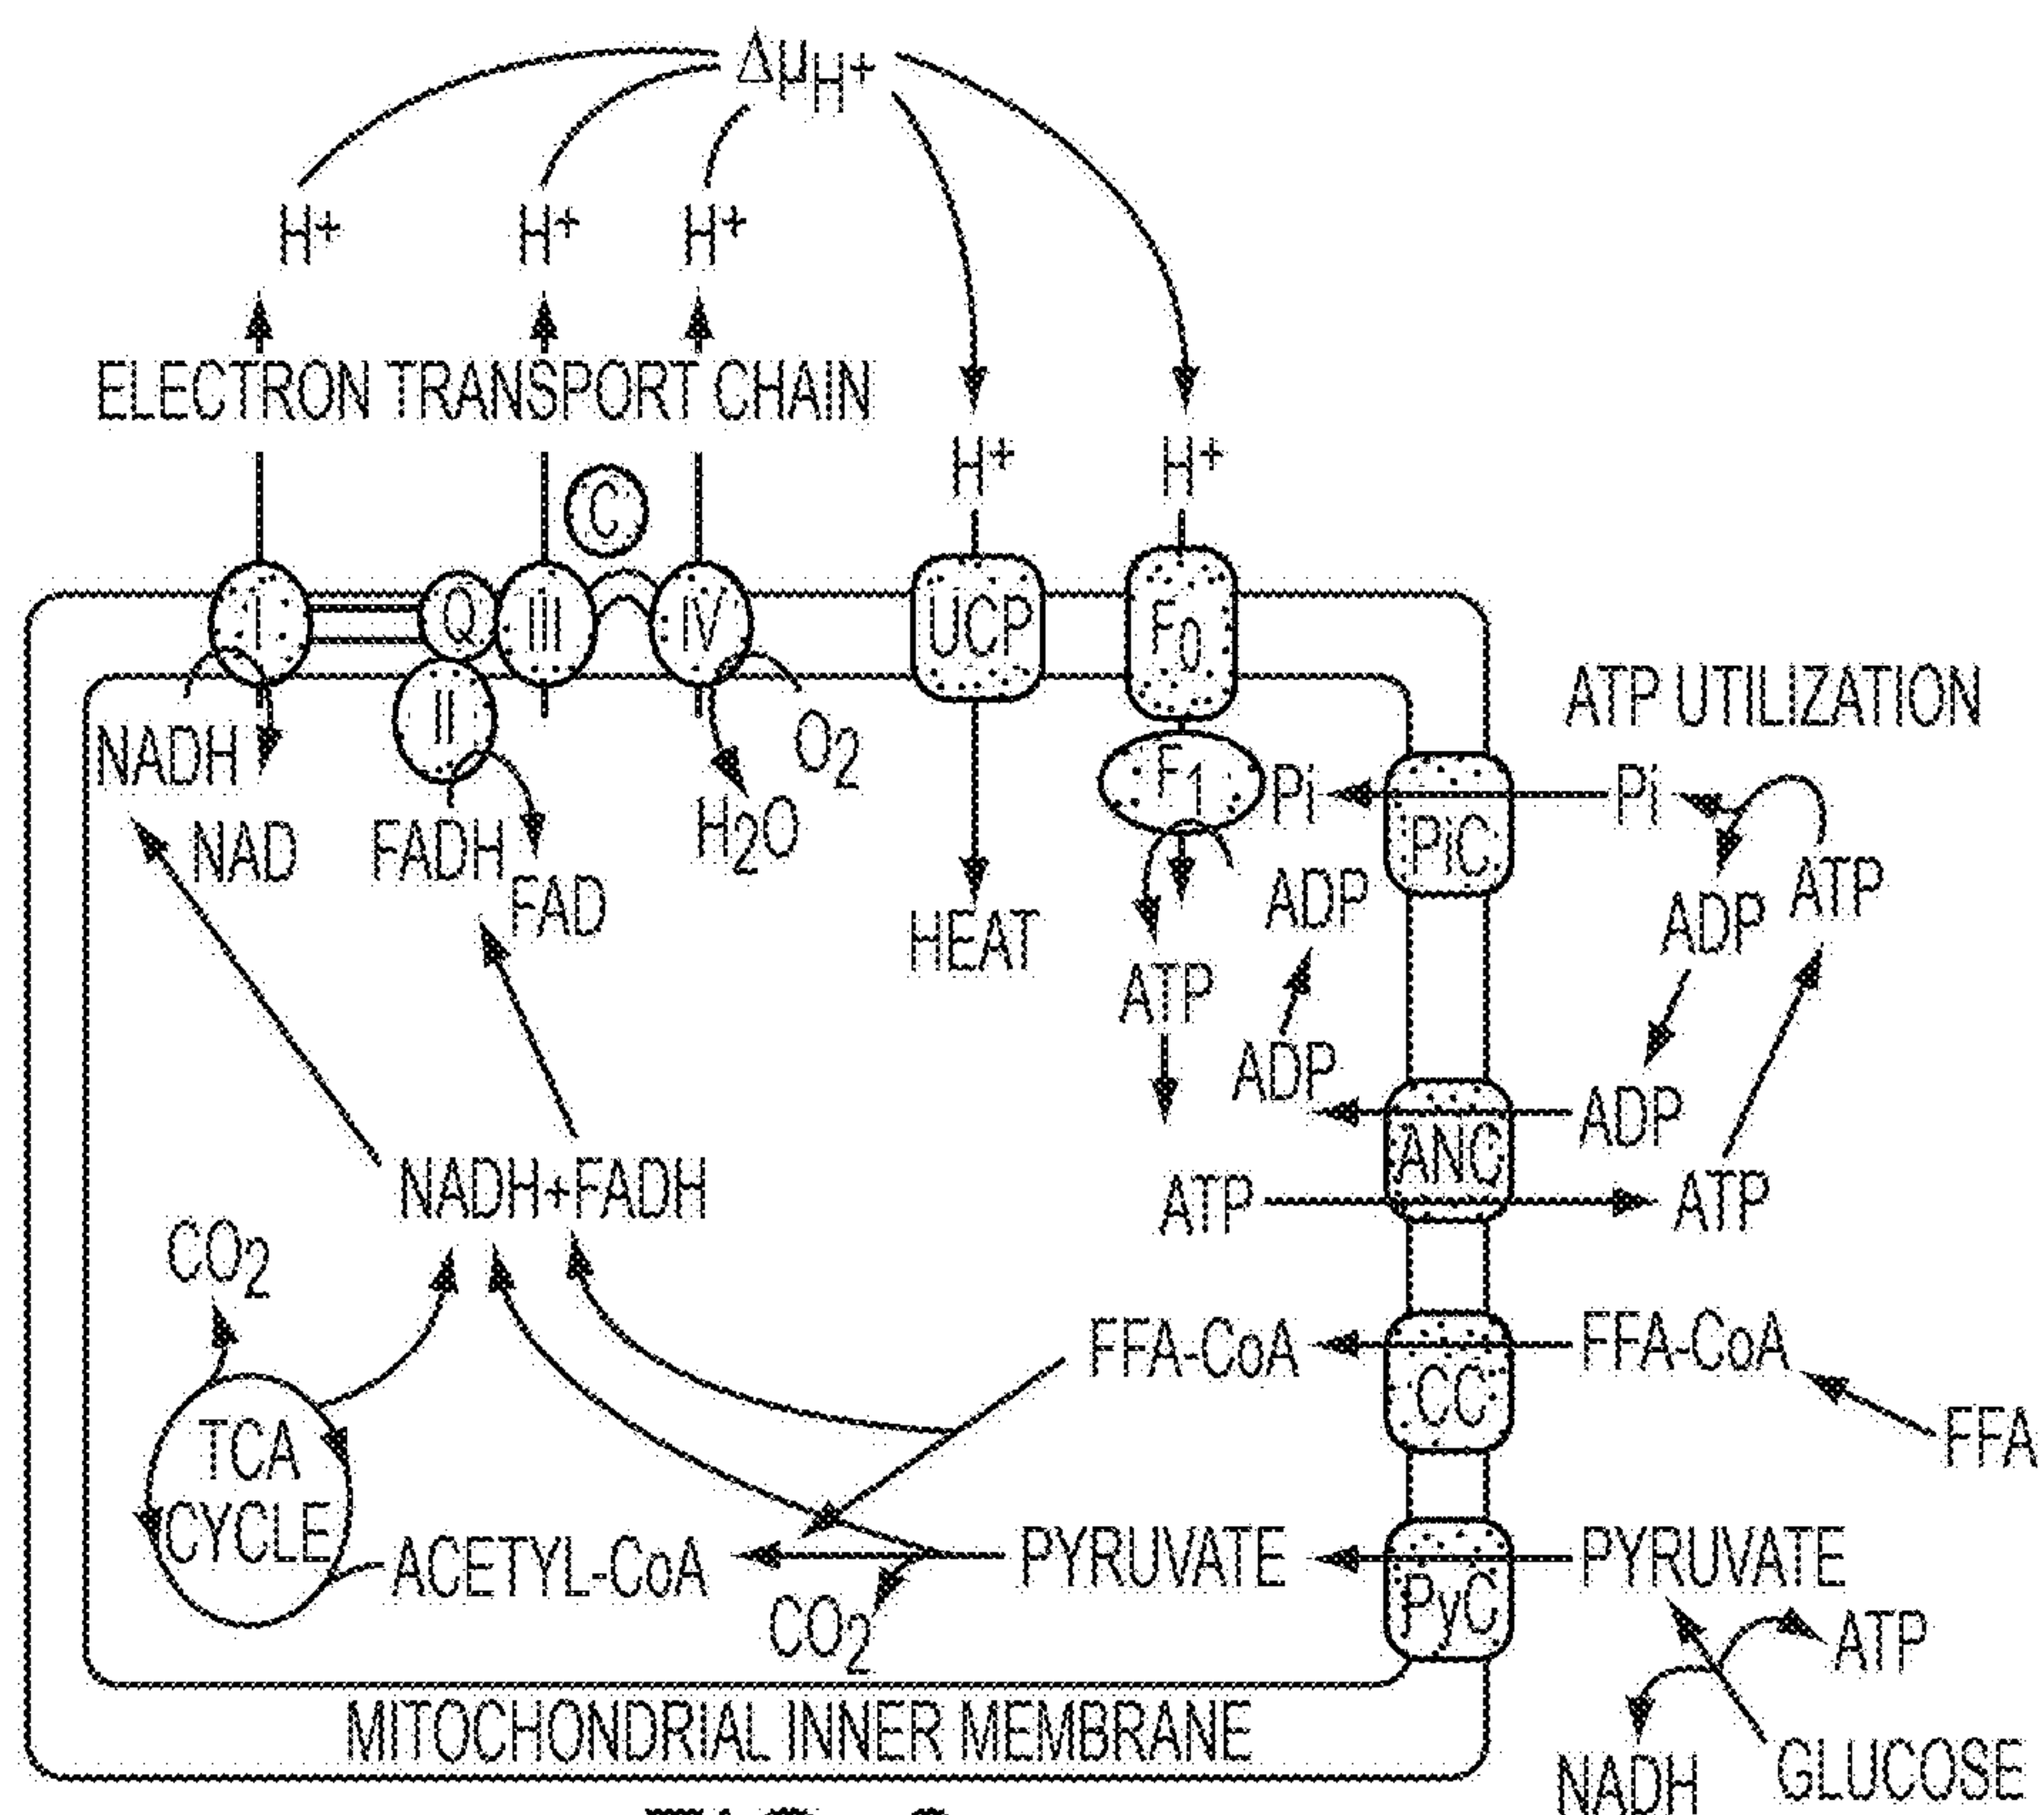 ΔμH+
H+ H+ H+
ELECTRON TRANSPORT CHAIN
H+ H+
C
I Q III IV UCP F0
II
ATP UTILIZATION
NADH O2 F1 Pi Pi
H2O PiC
NAD FADH ADP ATP
FAD HEAT ADP
ATP
ADP ADP
ANC
NADH+FADH ATP ATP
CO2
FFA-CoA FFA-CoA
CC
TCA FFA
CYCLE
ACETYL-CoA PYRUVATE PYRUVATE
PyC
CO2 ATP
MITOCHONDRIAL INNER MEMBRANE
NADH GLUCOSE